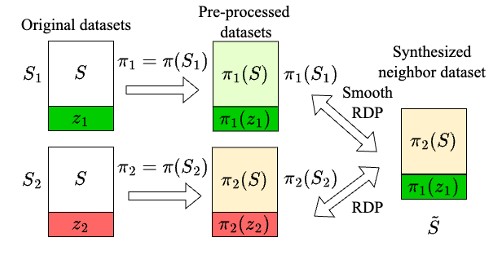 Original datasets
Pre-processed
datasets
Synthesized
neighbor dataset
S₁
S
z₁
π₁ = π(S₁)
π₁(S)
π₁(z₁)
π₁(S₁)
Smooth
RDP
S₂
S
z₂
π₂ = π(S₂)
π₂(S)
π₂(z₂)
π₂(S₂)
RDP
π₂(S)
π₁(z₁)
S̃